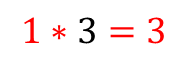 1 * 3 = 3